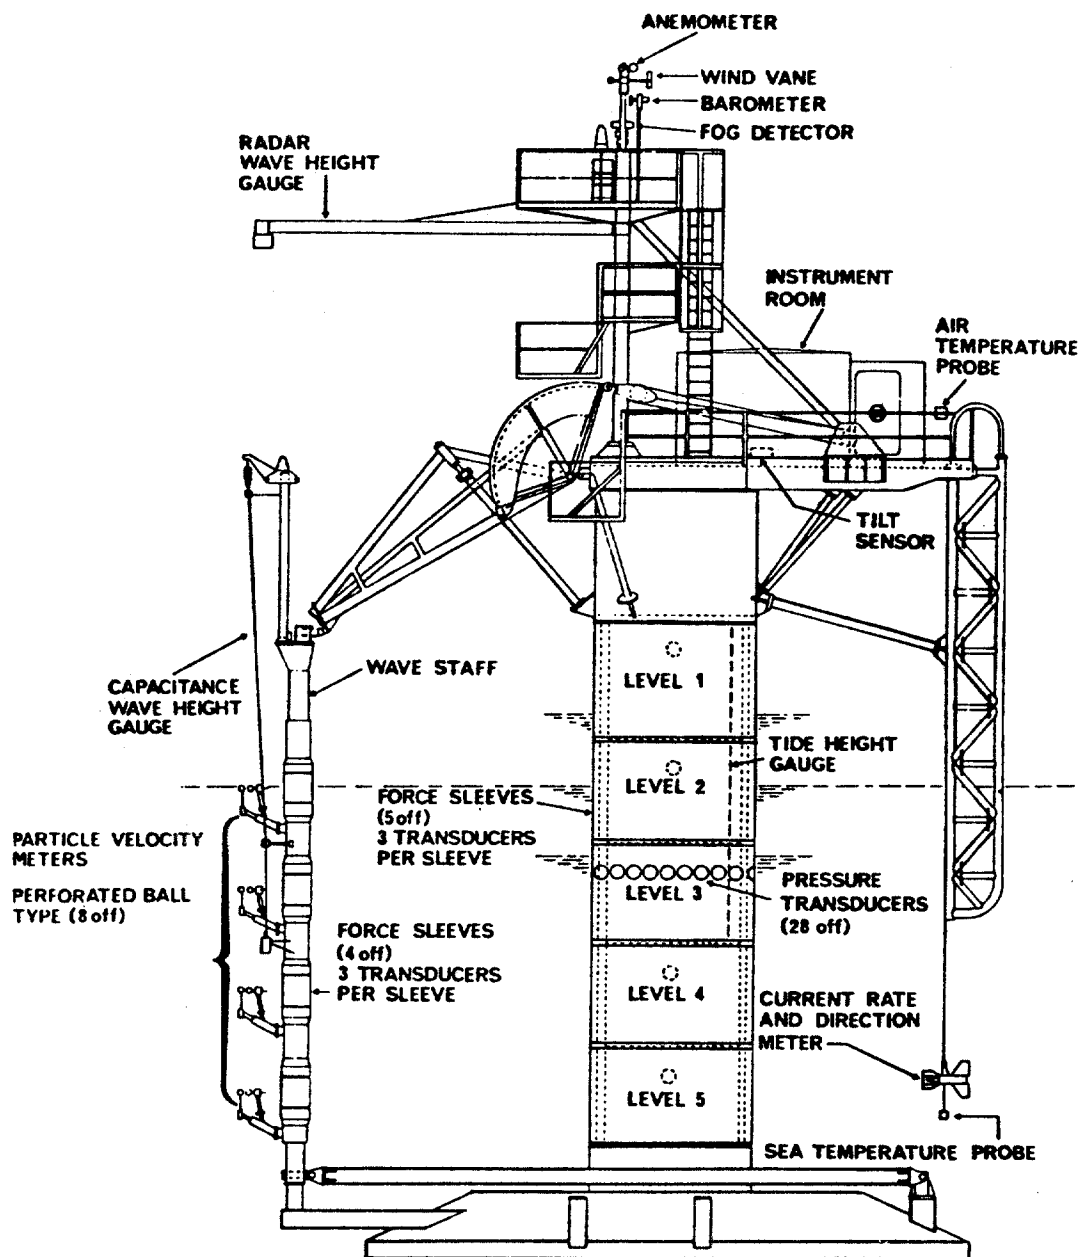 ANEMOMETER
WIND VANE
BAROMETER
FOG DETECTOR
RADAR
WAVE HEIGHT
GAUGE
INSTRUMENT
ROOM
AIR
TEMPERATURE
PROBE
TILT
SENSOR
WAVE STAFF
CAPACITANCE
WAVE HEIGHT
GAUGE
LEVEL 1
TIDE HEIGHT
GAUGE
LEVEL 2
FORCE SLEEVES
(5off)
3 TRANSDUCERS
PER SLEEVE
PARTICLE VELOCITY
METERS
PERFORATED BALL
TYPE (8off)
LEVEL 3
PRESSURE
TRANSDUCERS
(28 off)
FORCE SLEEVES
(4off)
3 TRANSDUCERS
PER SLEEVE
LEVEL 4
CURRENT RATE
AND DIRECTION
METER
LEVEL 5
SEA TEMPERATURE PROBE